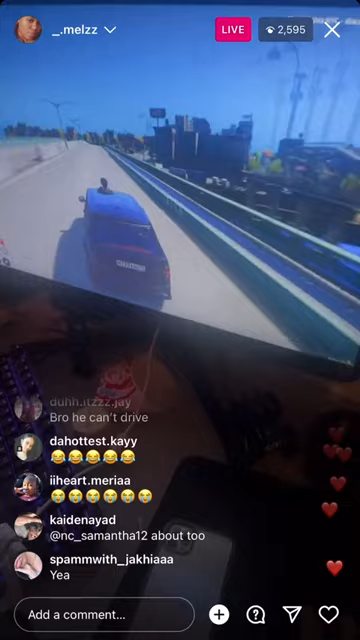 _.melzz
LIVE
2,595
duhh.itzzz.jay
Bro he can’t drive
dahottest.kayy
😂😂😂😂😂
iiheart.meriaa
😭😭😭😭😭😭
kaidenayad
@nc_samantha12 about too
spammwith_jakhiaaa
Yea
Add a comment...